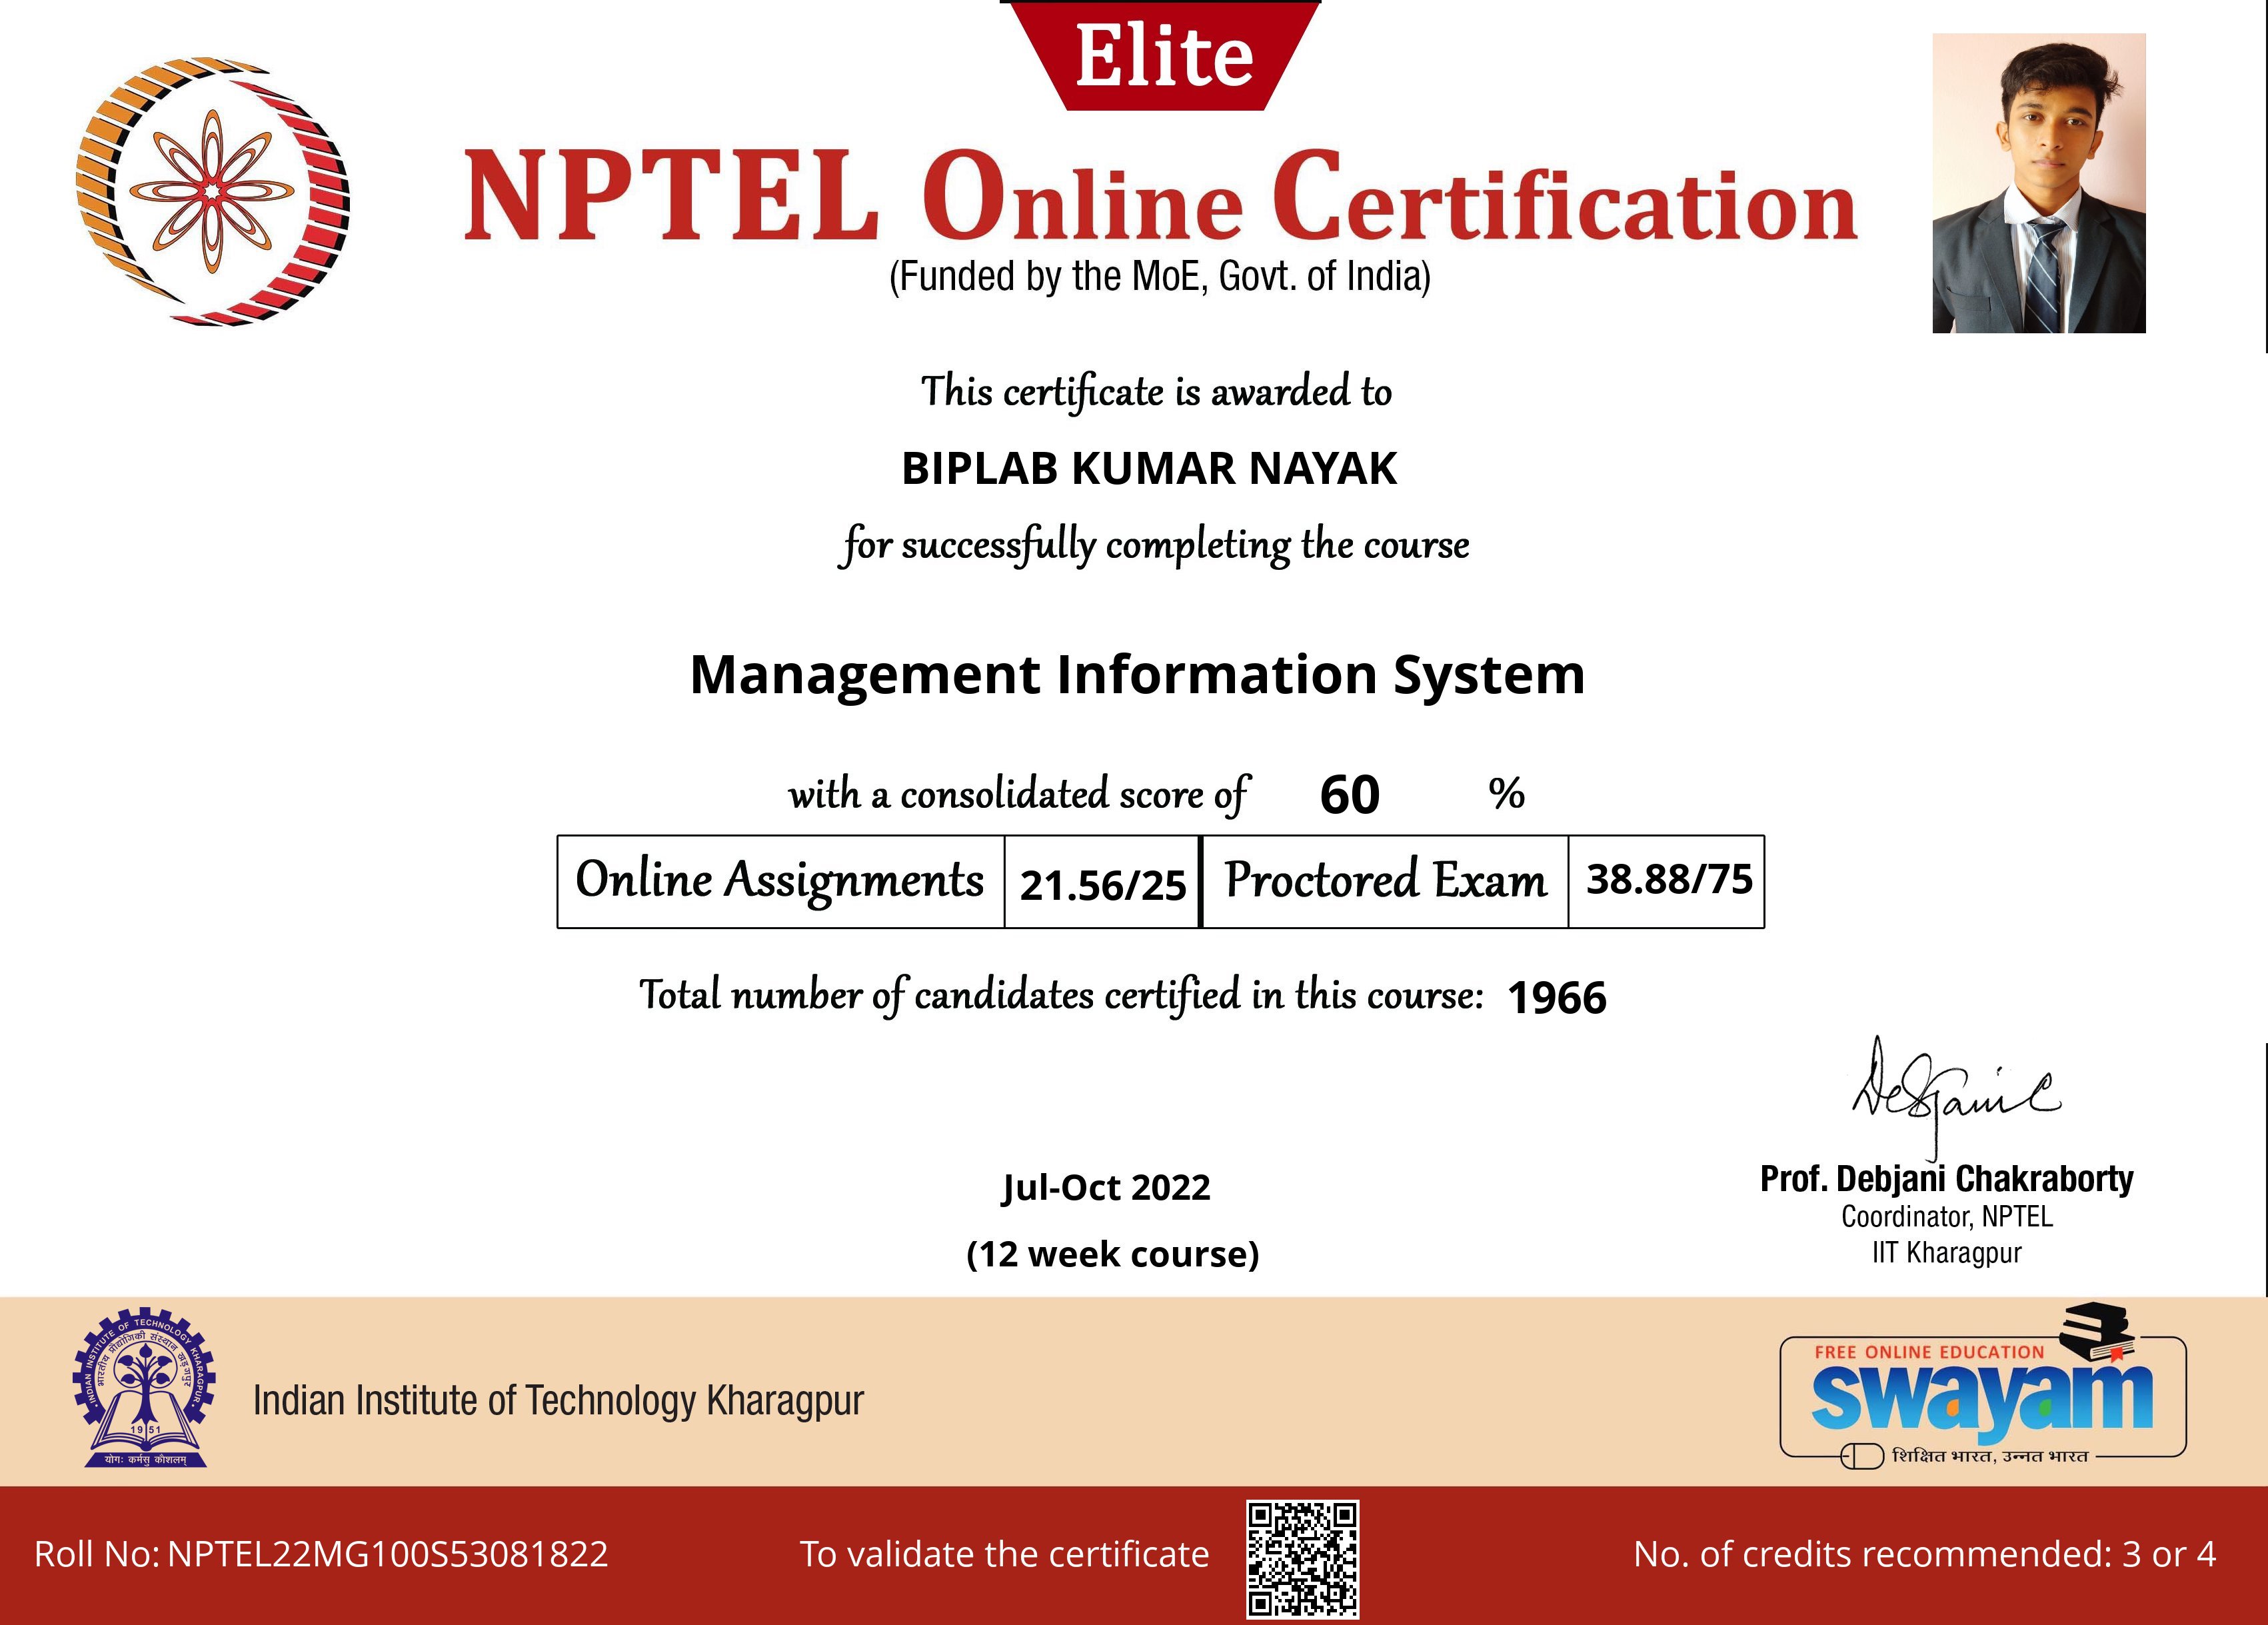 Elite
NPTEL Online Certification
(Funded by the MoE, Govt. of India)
This certificate is awarded to
BIPLAB KUMAR NAYAK
for successfully completing the course
Management Information System
with a consolidated score of 60 %
Online Assignments 21.56/25 Proctored Exam 38.88/75
Total number of candidates certified in this course: 1966
Debjani C
Jul-Oct 2022
(12 week course)
Prof. Debjani Chakraborty
Coordinator, NPTEL
IIT Kharagpur
INDIAN INSTITUTE OF TECHNOLOGY KHARAGPUR
भारतीय प्रौद्योगिकी संस्थान खड़गपुर
1951
योगः कर्मसु कौशलम्
Indian Institute of Technology Kharagpur
FREE ONLINE EDUCATION
swayam
शिक्षित भारत, उन्नत भारत
Roll No: NPTEL22MG100S53081822
To validate the certificate
No. of credits recommended: 3 or 4